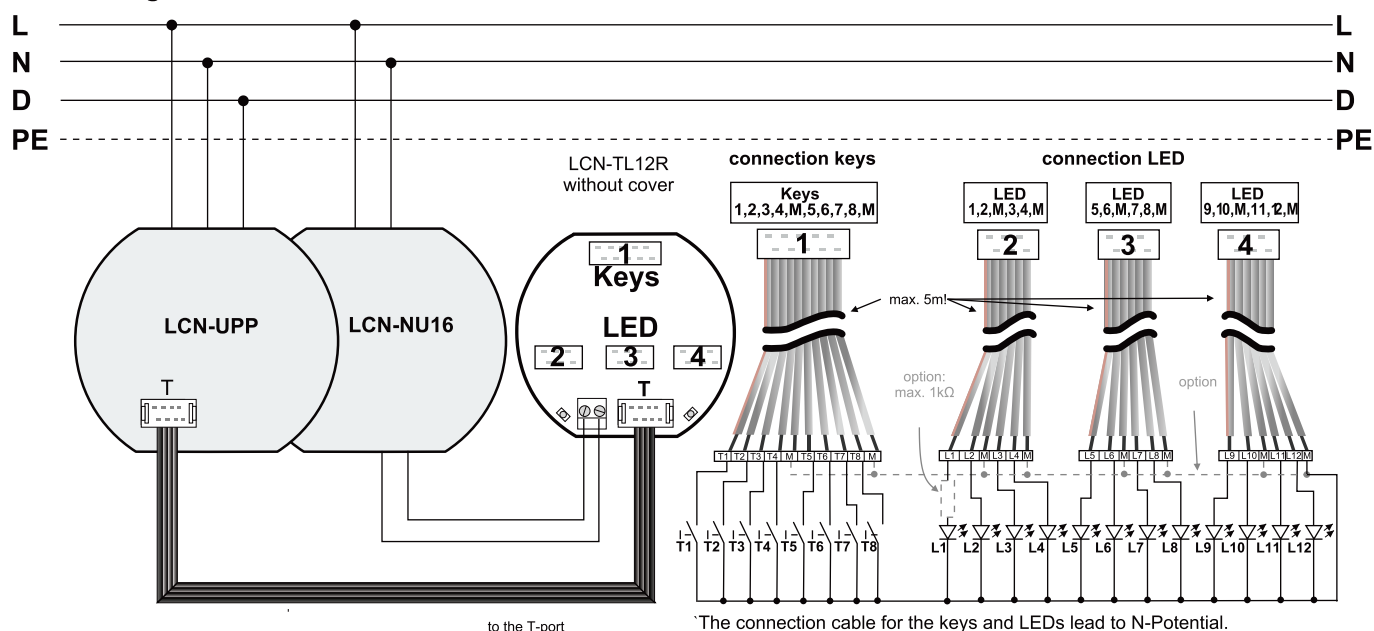 L
L
N
N
D
D
PE
PE
LCN-TL12R
without cover
connection keys
connection LED
Keys
1,2,3,4,M,5,6,7,8,M
LED
1,2,M,3,4,M
LED
5,6,M,7,8,M
LED
9,10,M,11,12,M
1
Keys
1
2
3
4
LCN-UPP
LCN-NU16
LED
2
3
4
max. 5m!
T
T
option:
max. 1kΩ
option
T1 T2 T3 T4 M T5 T6 T7 T8 M
L1 L2 M L3 L4 M
L5 L6 M L7 L8 M
L9 L10 M L11 L12 M
T1 T2 T3 T4 T5 T6 T7 T8
L1 L2 L3 L4 L5 L6 L7 L8 L9 L10 L11 L12
to the T-port
`The connection cable for the keys and LEDs lead to N-Potential.